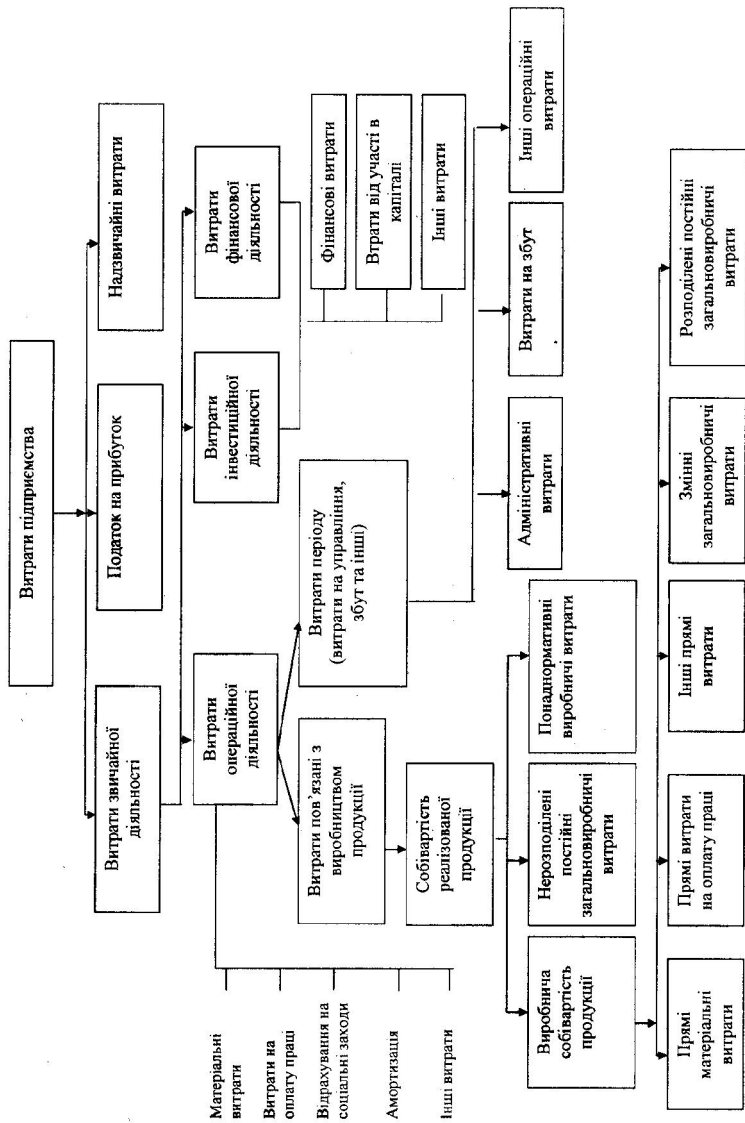 Витрати підприємства
Витрати звичайної
діяльності
Податок на прибуток
Надзвичайні витрати
Витрати
операційної
діяльності
Витрати
інвестиційної
діяльності
Витрати
фінансової
діяльності
Матеріальні
витрати
Витрати на
оплату праці
Відрахування на
соціальні заходи
Амортизація
Інші витрати
Витрати пов'язані з
виробництвом
продукції
Витрати періоду
(витрати на управління,
збут та інші)
Фінансові витрати
Втрати від участі в
капіталі
Інші витрати
Собівартість
реалізованої
продукції
Виробнича
собівартість
продукції
Нерозподілені
постійні
загальновиробничі
витрати
Понаднормативні
виробничі витрати
Адміністративні
витрати
Витрати на збут
Інші операційні
витрати
Прямі
матеріальні
витрати
Прямі витрати
на оплату праці
Інші прямі
витрати
Змінні
загальновиробничі
витрати
Розподілені постійні
загальновиробничі
витрати